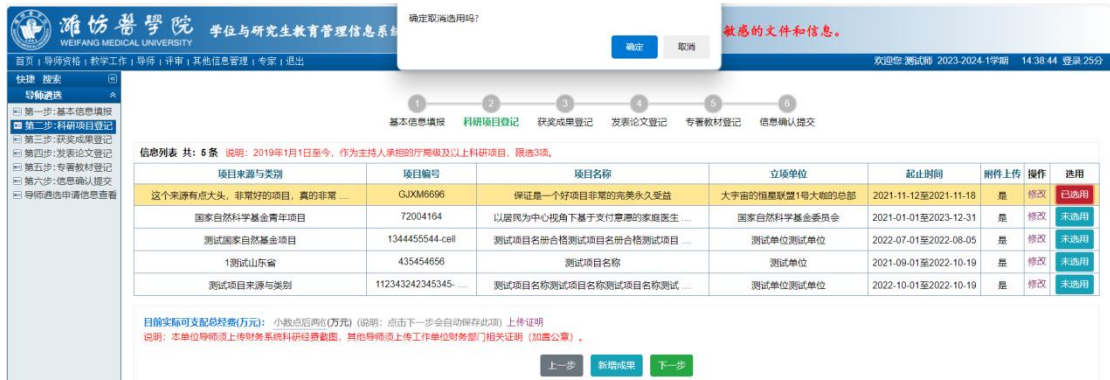 潍坊醫學院
WEIFANG MEDICAL UNIVERSITY
学位与研究生教育管理信息系统
确定取消选用吗?
确定 取消
敏感的文件和信息。
首页 | 导师资格 | 教学工作 | 导师 | 评审 | 其他信息管理 | 专家 | 退出
欢迎您:测试师 2023-2024-1学期 14:38:44 登录:25分
快捷 搜索
导师遴选
第一步:基本信息填报
第二步:科研项目登记
第三步:获奖成果登记
第四步:发表论文登记
第五步:专著教材登记
第六步:信息确认提交
导师遴选申请信息查看
1 2 3 4 5 6
基本信息填报 科研项目登记 获奖成果登记 发表论文登记 专著教材登记 信息确认提交
信息列表 共: 5 条 说明: 2019年1月1日至今, 作为主持人承担的厅局级及以上科研项目, 限选3项。
项目来源与类别 项目编号 项目名称 立项单位 起止时间 附件上传 操作 选用
这个来源有点大头, 非常好的项目, 真的非常 .... GJXM6696 保证是一个好项目非常的完美永久受益 大宇宙的恒星联盟1号大咖的总部 2021-11-12至2021-11-18 是 修改 已选用
国家自然科学基金青年项目 72004164 以居民为中心视角下基于支付意愿的家庭医生 .... 国家自然科学基金委员会 2021-01-01至2023-12-31 是 修改 未选用
测试国家自然基金项目 1344455544-cell 测试项目名册合格测试项目名册合格测试项目 .... 测试单位测试单位 2022-07-01至2022-08-05 是 修改 未选用
1测试山东省 435454656 测试项目名称 测试单位 2021-09-01至2022-10-19 是 修改 未选用
测试项目来源与类别 112343242345345- .... 测试项目名称测试项目名称测试项目名称测试 .... 测试单位测试单位 2022-10-01至2022-10-19 是 修改 未选用
目前实际可支配总经费(万元): 小数点后两位(万元) (说明: 点击下一步会自动保存此项) 上传证明
说明: 本单位导师须上传财务系统科研经费截图, 其他导师须上传工作单位财务部门相关证明 (加盖公章) 。
上一步 新增成果 下一步